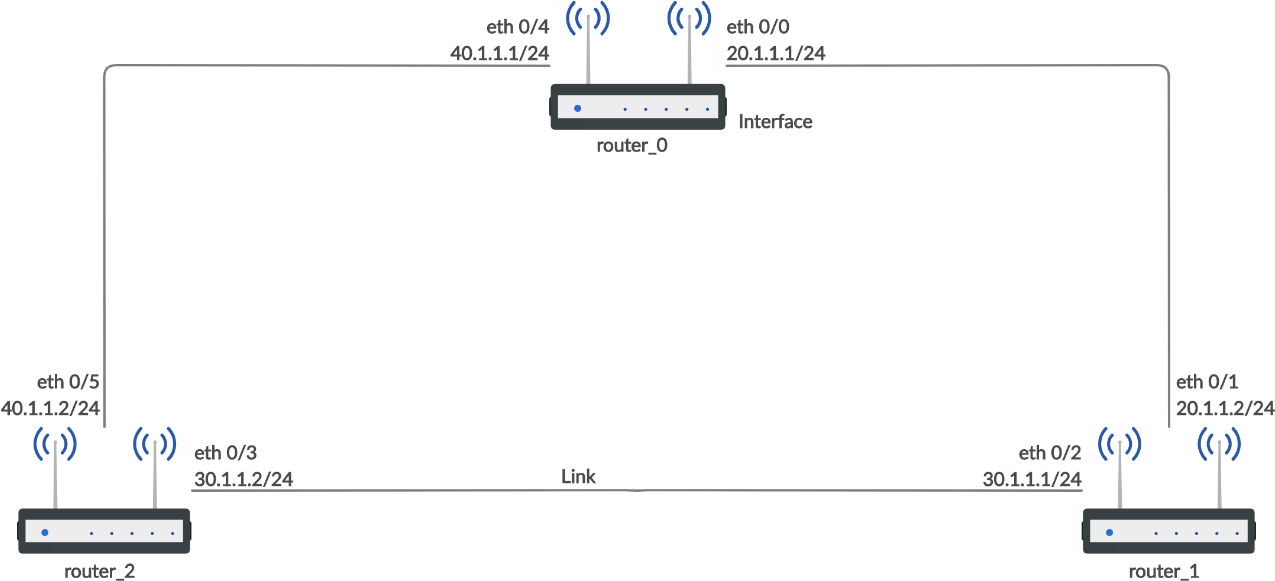 eth 0/4
40.1.1.1/24
eth 0/0
20.1.1.1/24
Interface
router_0
eth 0/5
40.1.1.2/24
eth 0/1
20.1.1.2/24
eth 0/3
30.1.1.2/24
Link
eth 0/2
30.1.1.1/24
router_2
router_1